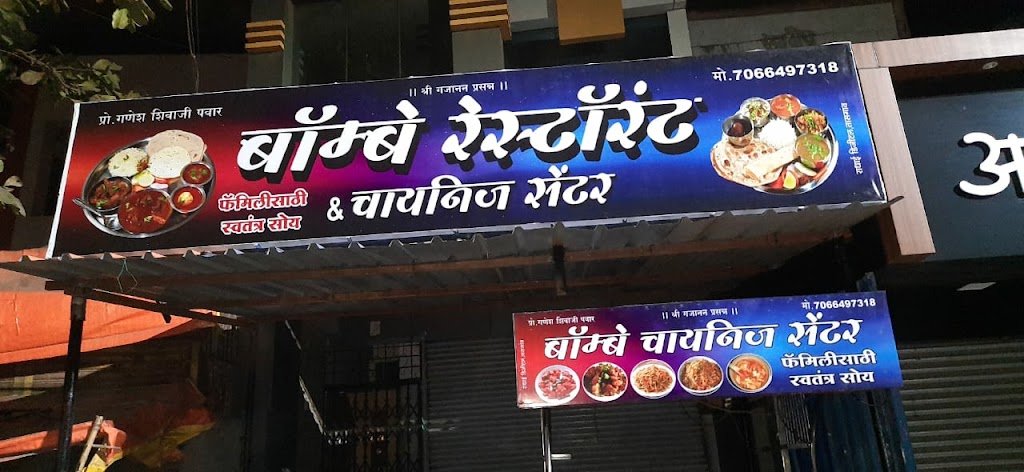 || श्री गजानन प्रसन्न ||
मो.7066497318
प्रो.गणेश शिवाजी पवार
बॉम्बे रेस्टॉरंट
& चायनिज सेंटर
फॅमिलीसाठी
स्वतंत्र सोय
अ
प्रो.गणेश शिवाजी पवार
|| श्री गजानन प्रसन्न ||
मो.7066497318
बॉम्बे चायनिज सेंटर
फॅमिलीसाठी
स्वतंत्र सोय